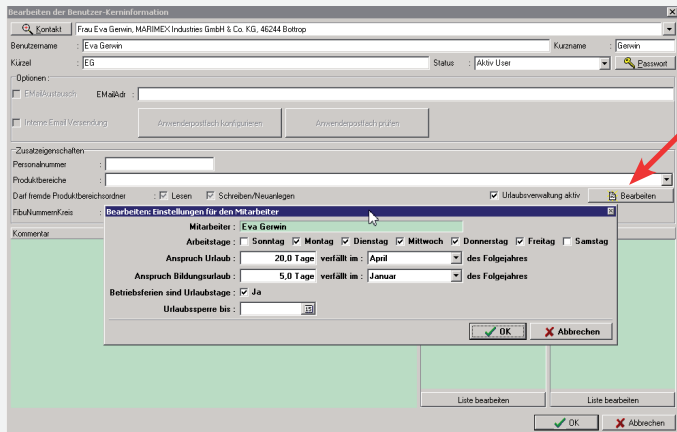 Bearbeiten der Benutzer-Kerninformation
Kontakt Frau Eva Gerwin, MARIMEX Industries GmbH & Co. KG, 46244 Bottrop
Benutzername : Eva Gerwin Kurzname : Gerwin
Kürzel : EG Status : Aktiv User Passwort
Optionen :
EMailAustausch EMailAdr :
Interne Email Versendung Anwenderpostfach konfigurieren Anwenderpostfach prüfen
Zusatzeigenschaften
Personalnummer :
Produktbereiche :
Darf fremde Produktbereichsordner : Lesen Schreiben/Neuanlegen Urlaubsverwaltung aktiv Bearbeiten
FibuNummernKreis :
Kommentar
Bearbeiten: Einstellungen für den Mitarbeiter
Mitarbeiter : Eva Gerwin
Arbeitstage : Sonntag Montag Dienstag Mittwoch Donnerstag Freitag Samstag
Anspruch Urlaub : 20,0 Tage verfällt im : April des Folgejahres
Anspruch Bildungsurlaub : 5,0 Tage verfällt im : Januar des Folgejahres
Betriebsferien sind Urlaubstage : Ja
Urlaubssperre bis :
OK Abbrechen
Liste bearbeiten Liste bearbeiten
OK Abbrechen